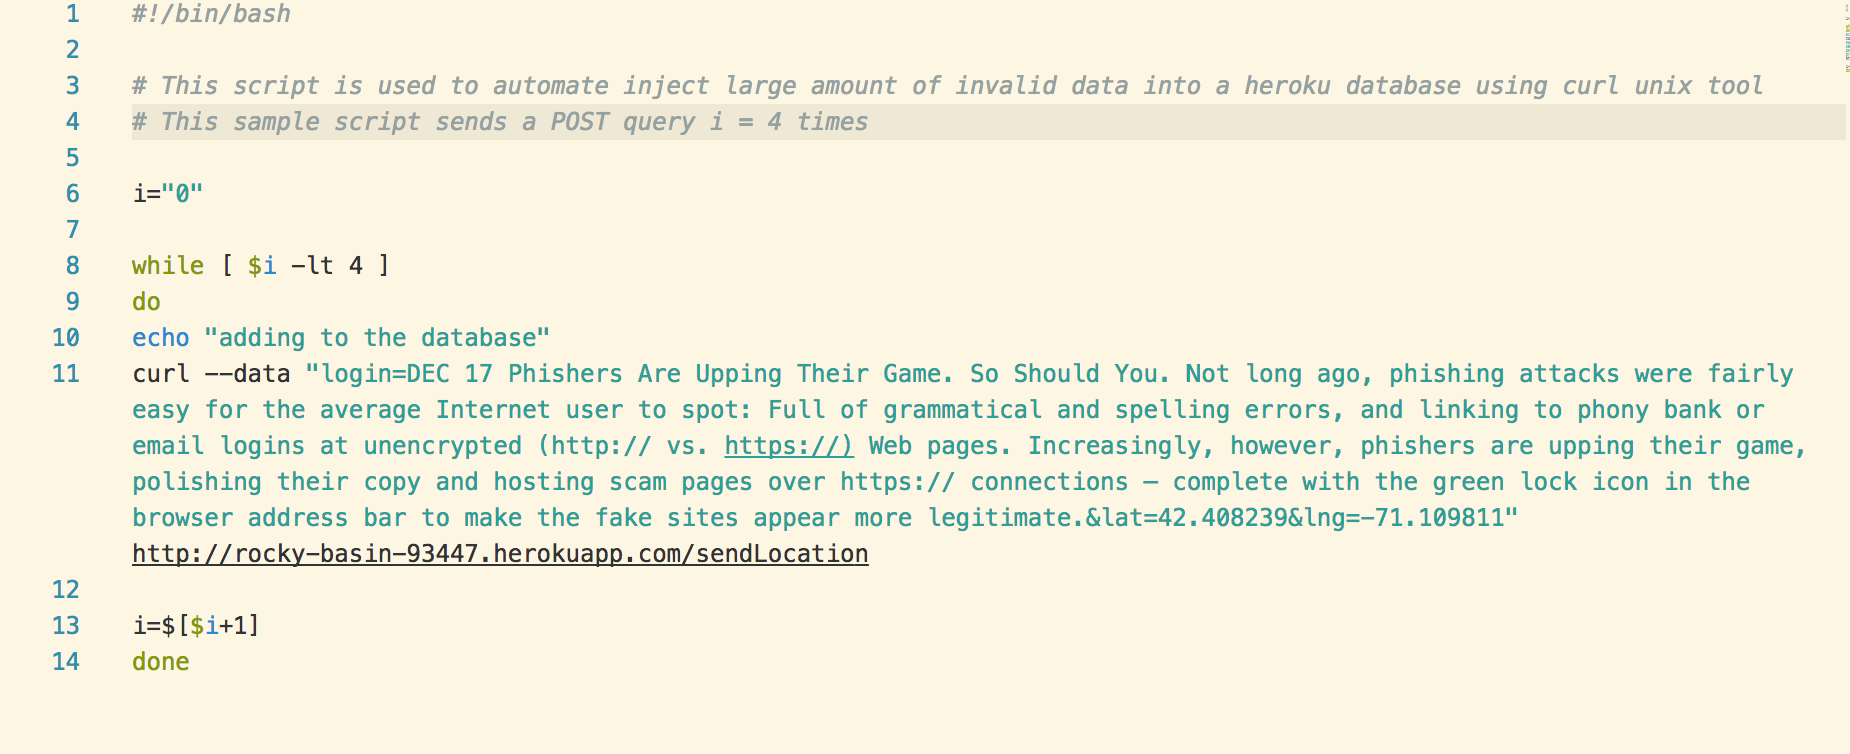 1 #!/bin/bash
2
3 # This script is used to automate inject large amount of invalid data into a heroku database using curl unix tool
4 # This sample script sends a POST query i = 4 times
5
6 i="0"
7
8 while [ $i -lt 4 ]
9 do
10 echo "adding to the database"
11 curl --data "login=DEC 17 Phishers Are Upping Their Game. So Should You. Not long ago, phishing attacks were fairly
easy for the average Internet user to spot: Full of grammatical and spelling errors, and linking to phony bank or
email logins at unencrypted (http:// vs. https://) Web pages. Increasingly, however, phishers are upping their game,
polishing their copy and hosting scam pages over https:// connections — complete with the green lock icon in the
browser address bar to make the fake sites appear more legitimate.&lat=42.408239&lng=-71.109811"
http://rocky-basin-93447.herokuapp.com/sendLocation
12
13 i=$[$i+1]
14 done